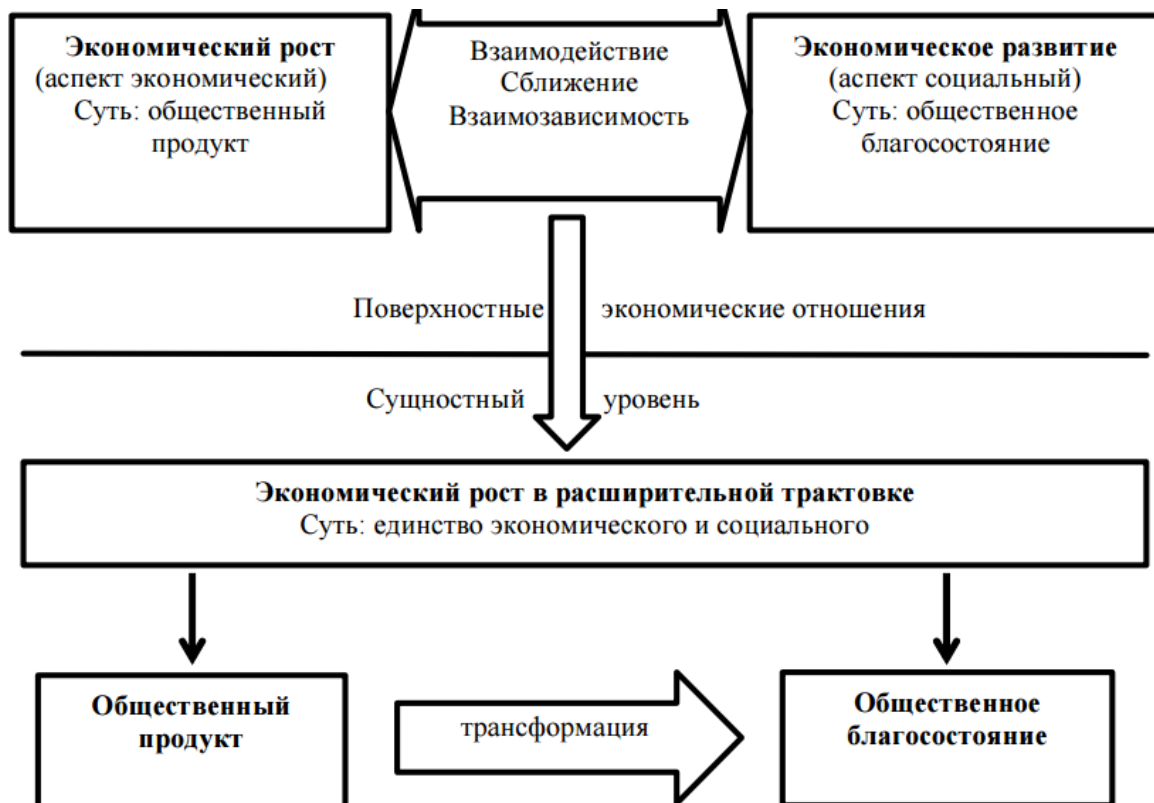 Экономический рост
(аспект экономический)
Суть: общественный
продукт
Взаимодействие
Сближение
Взаимозависимость
Экономическое развитие
(аспект социальный)
Суть: общественное
благосостояние
Поверхностные экономические отношения
Сущностный уровень
Экономический рост в расширительной трактовке
Суть: единство экономического и социального
Общественный
продукт
трансформация
Общественное
благосостояние